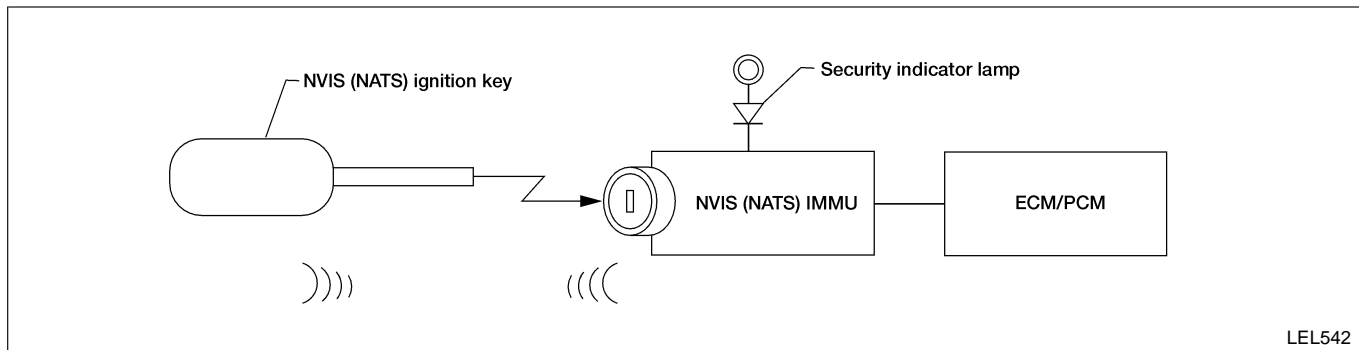 NVIS (NATS) ignition key
Security indicator lamp
NVIS (NATS) IMMU
ECM/PCM
LEL542